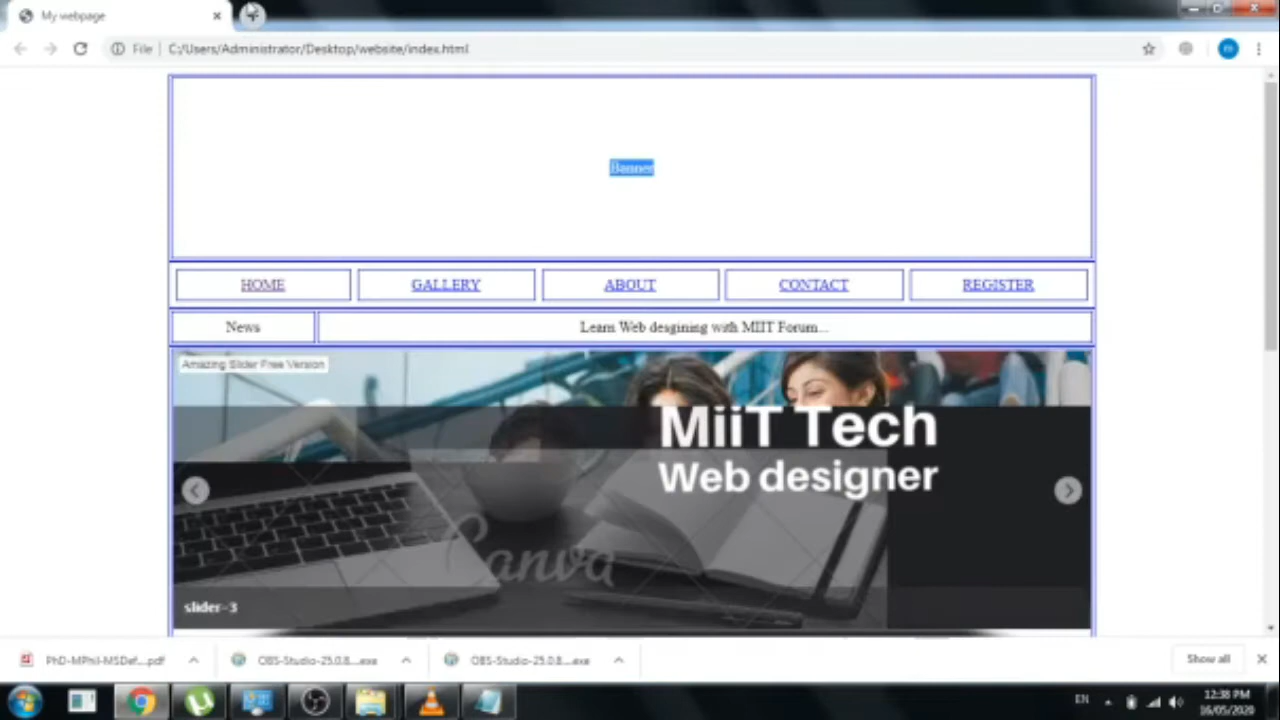 My webpage
File
C:/Users/Administrator/Desktop/website/index.html
Banner
HOME GALLERY ABOUT CONTACT REGISTER
News Learn Web desgining with MIIT Forum...
Amazing Slider Free Version
MiiT Tech
Web designer
Canva
slider-3
PhD-MPhil-MSDef....pdf OBS-Studio-25.0.8....exe OBS-Studio-25.0.8....exe Show all
EN 12:38 PM
16/05/2020